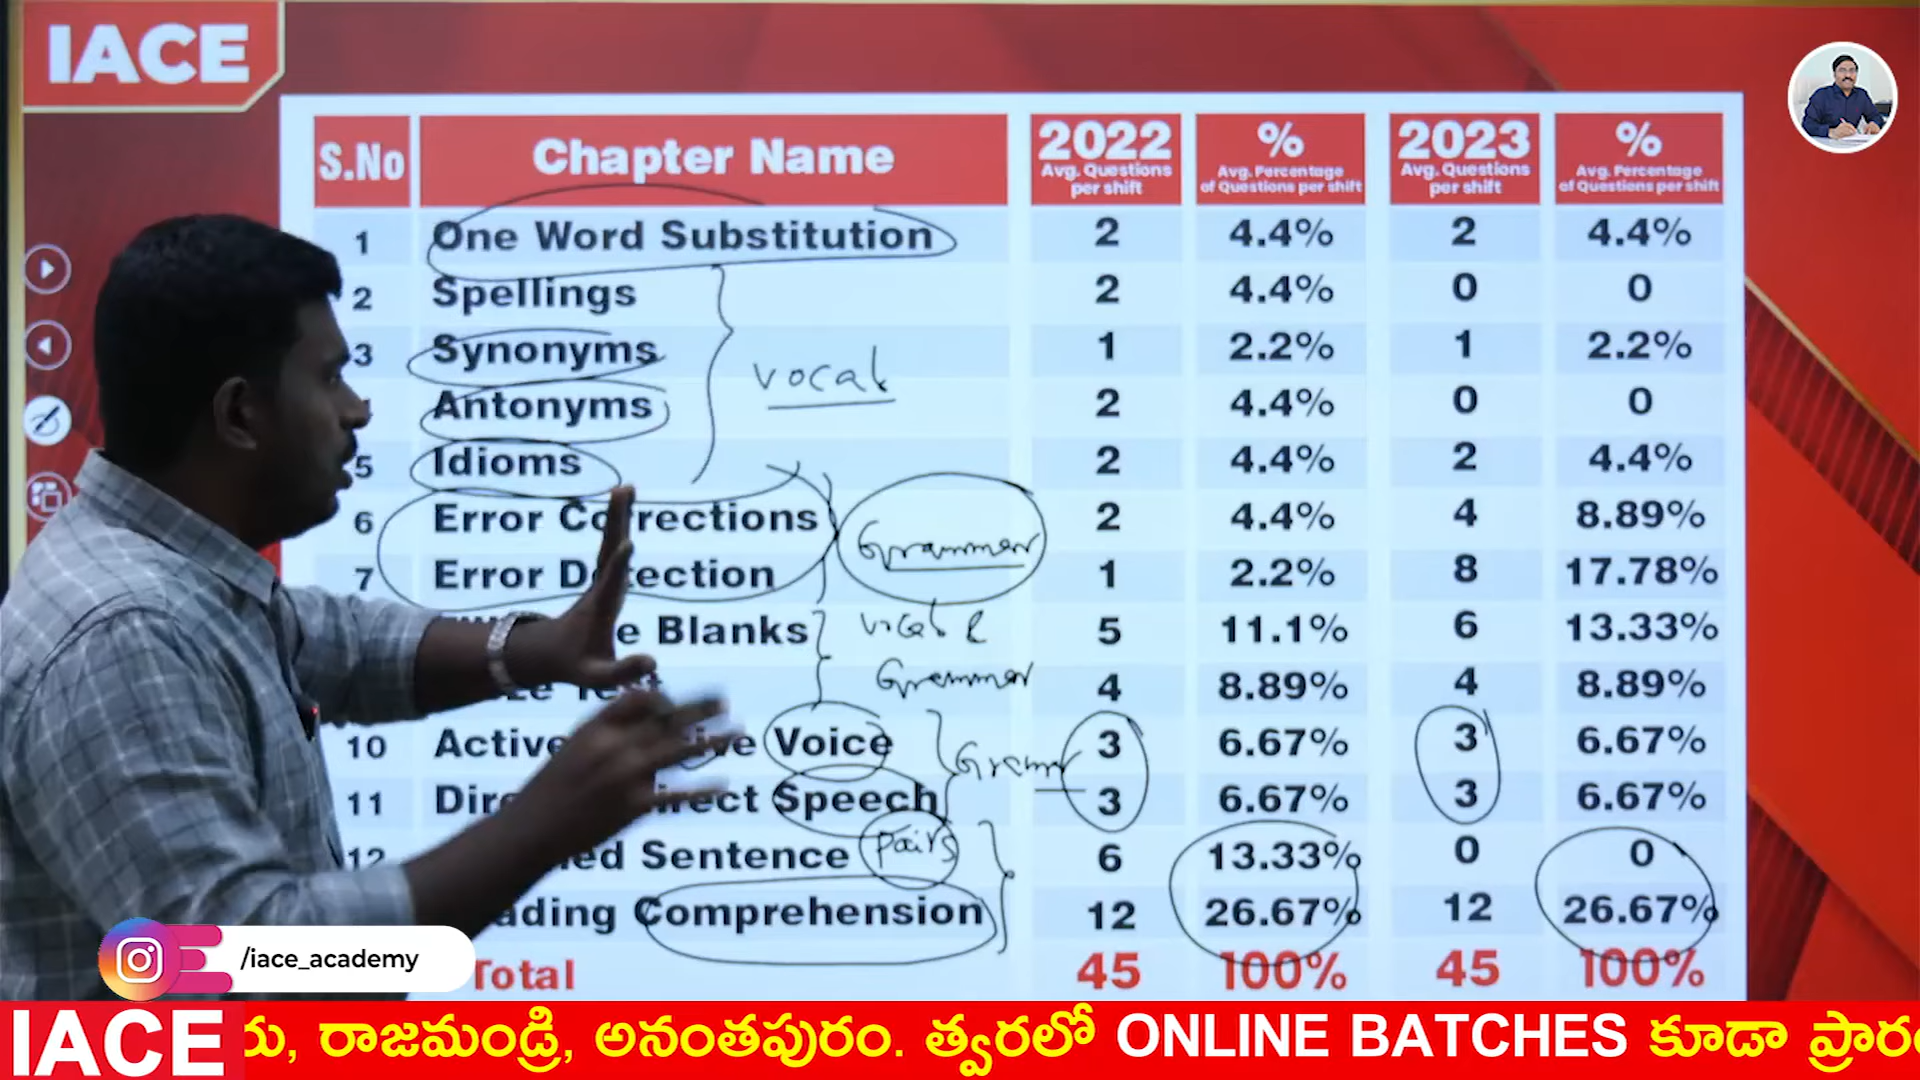 IACE
S.No Chapter Name 2022 Avg. Questions per shift % Avg. Percentage of Questions per shift 2023 Avg. Questions per shift % Avg. Percentage of Questions per shift
1 One Word Substitution 2 4.4% 2 4.4%
2 Spellings 2 4.4% 0 0
3 Synonyms 1 2.2% 1 2.2%
vocab
Antonyms 2 4.4% 0 0
5 Idioms 2 4.4% 2 4.4%
6 Error Corrections 2 4.4% 4 8.89%
Grammer
7 Error Detection 1 2.2% 8 17.78%
Blanks vocab & 5 11.1% 6 13.33%
Grammer 4 8.89% 4 8.89%
10 Active Voice 3 6.67% 3 6.67%
Gramm
11 Speech 3 6.67% 3 6.67%
12 Sentence pairs 6 13.33% 0 0
Comprehension 12 26.67% 12 26.67%
Total 45 100% 45 100%
/iace_academy
IACE రు, రాజమండ్రి, అనంతపురం. త్వరలో ONLINE BATCHES కూడా